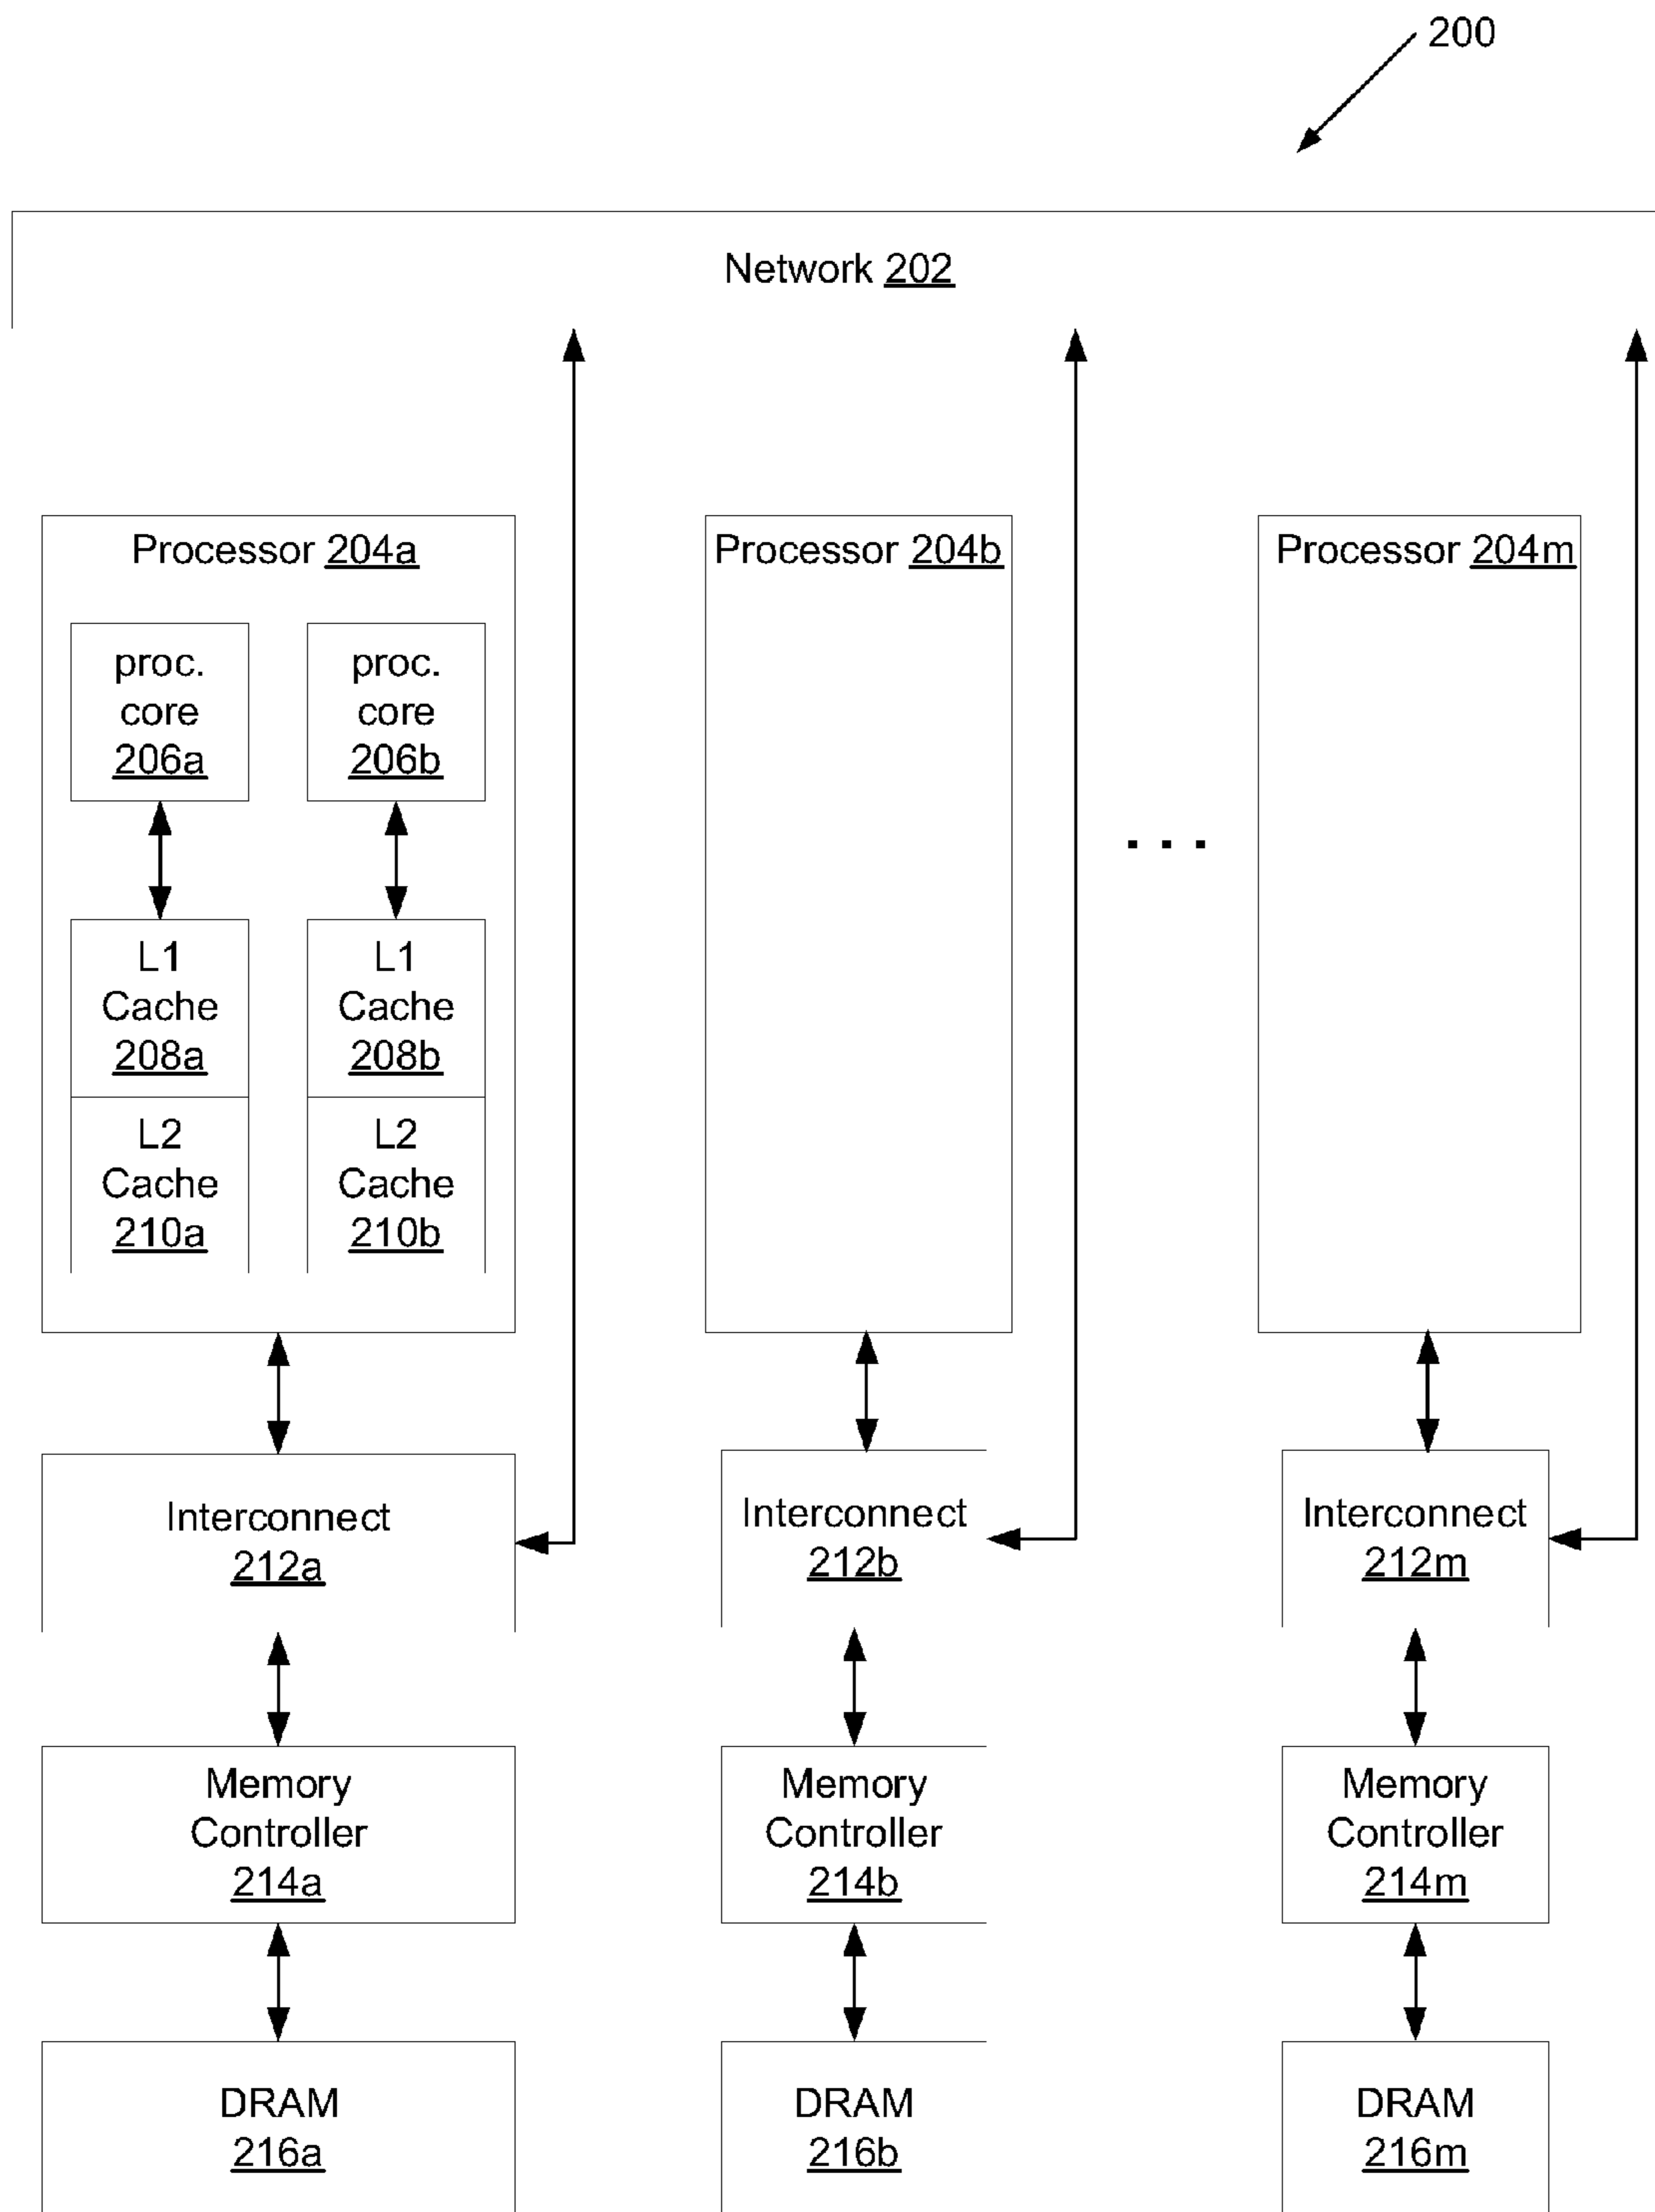 200
Network 202
Processor 204a
Processor 204b
Processor 204m
proc.
core
206a
proc.
core
206b
. . .
L1
Cache
208a
L1
Cache
208b
L2
Cache
210a
L2
Cache
210b
Interconnect
212a
Interconnect
212b
Interconnect
212m
Memory
Controller
214a
Memory
Controller
214b
Memory
Controller
214m
DRAM
216a
DRAM
216b
DRAM
216m